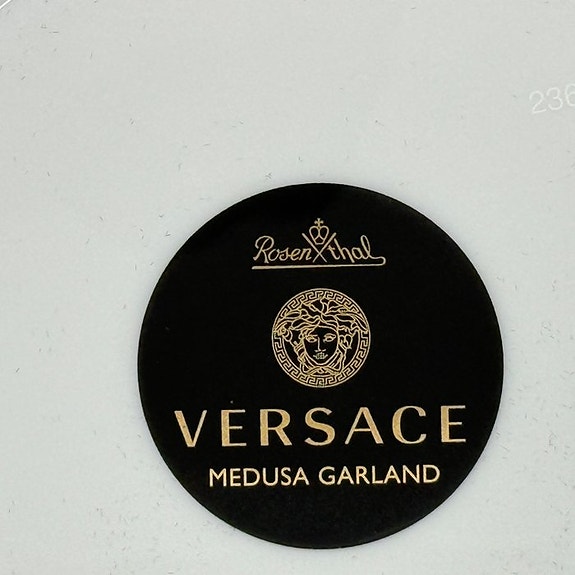 236
Rosenthal
VERSACE
MEDUSA GARLAND